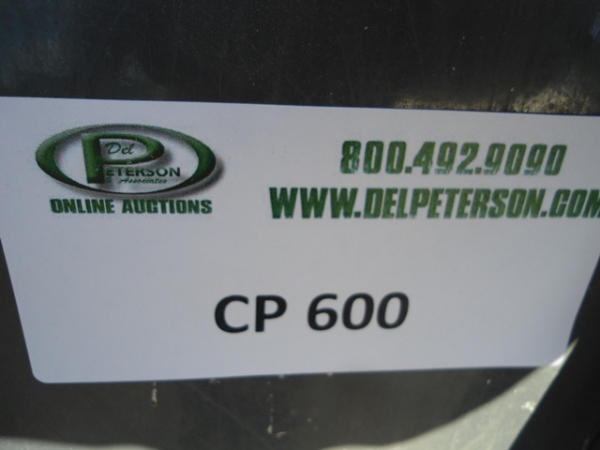 Del
PETERSON
Associates
ONLINE AUCTIONS
800.492.9090
WWW.DELPETERSON.COM
CP 600